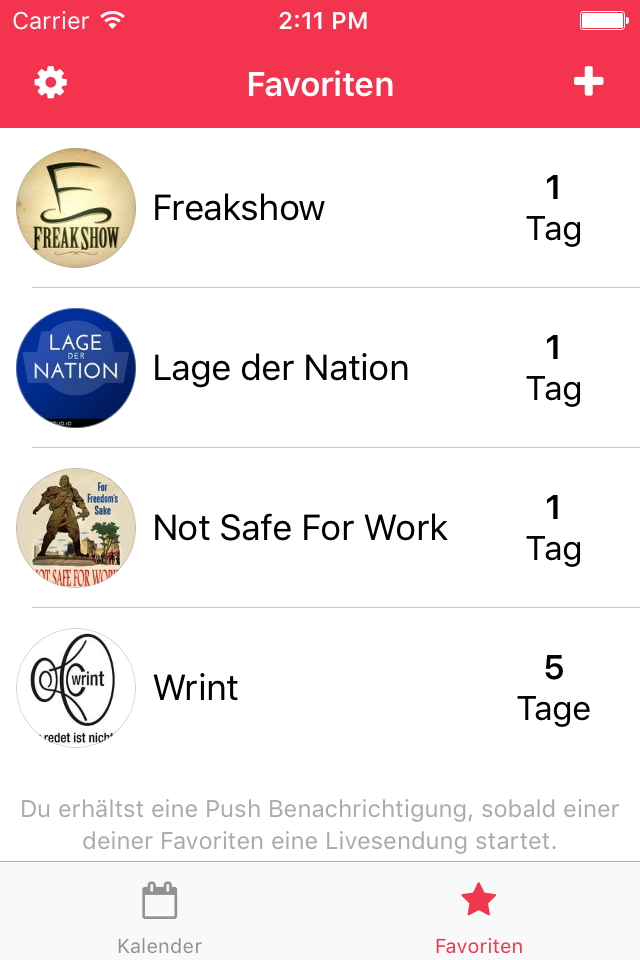 Carrier 2:11 PM
Favoriten
FREAKSHOW
Freakshow
1
Tag
LAGE
DER
NATION
Lage der Nation
1
Tag
For
Freedom's
Sake
NOT SAFE FOR WORK
Not Safe For Work
1
Tag
wrint
redet ist nicht
Wrint
5
Tage
Du erhältst eine Push Benachrichtigung, sobald einer
deiner Favoriten eine Livesendung startet.
Kalender Favoriten